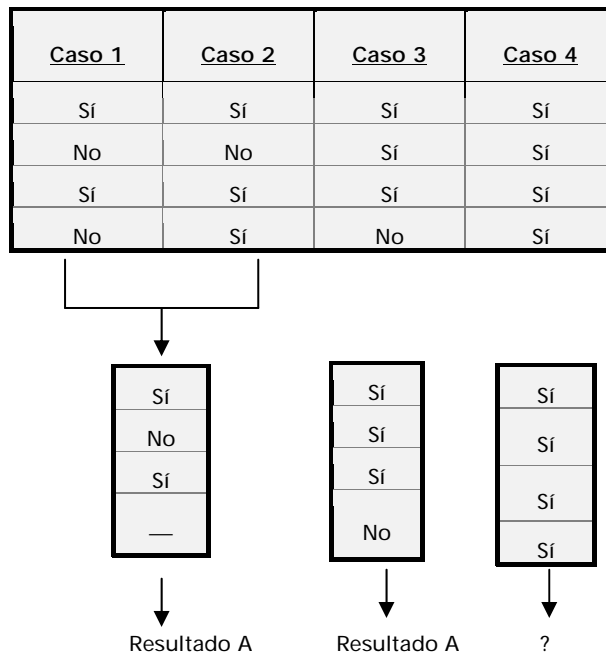 Caso 1 Caso 2 Caso 3 Caso 4
Sí Sí Sí Sí
No No Sí Sí
Sí Sí Sí Sí
No Sí No Sí
Sí Sí Sí
No Sí Sí
Sí Sí Sí
— No Sí
Resultado A Resultado A ?